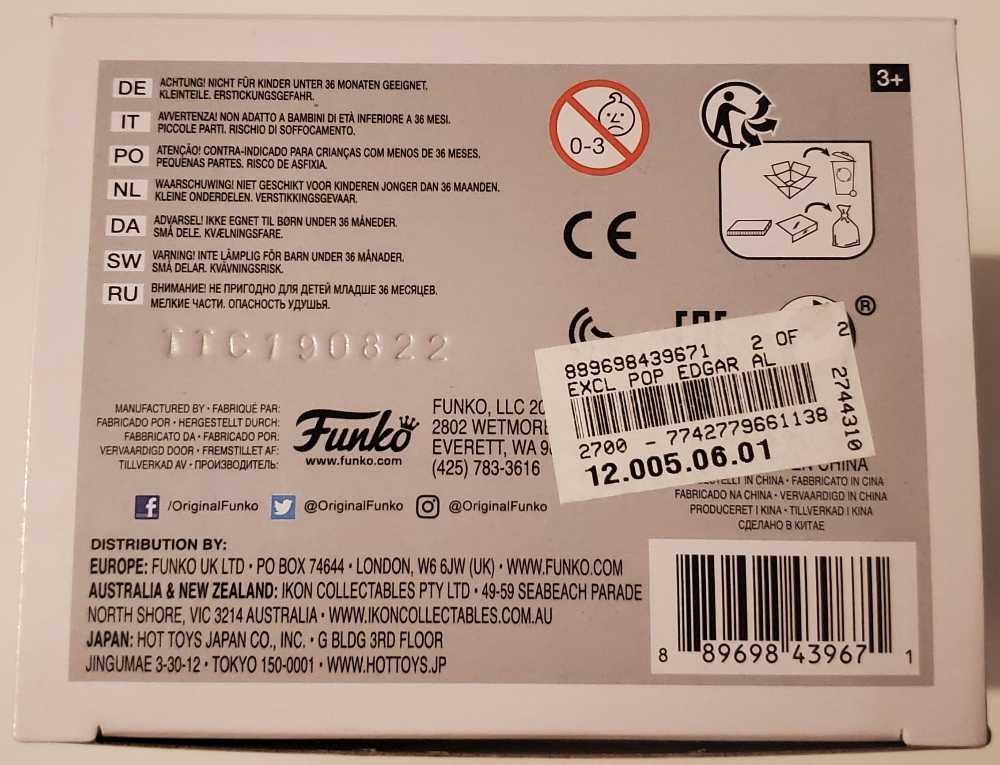 DE ACHTUNG! NICHT FÜR KINDER UNTER 36 MONATEN GEEIGNET.
KLEINTEILE. ERSTICKUNGSGEFAHR.
IT AVVERTENZA! NON ADATTO A BAMBINI DI ETÀ INFERIORE A 36 MESI.
PICCOLE PARTI. RISCHIO DI SOFFOCAMENTO.
PO ATENÇÃO! CONTRA-INDICADO PARA CRIANÇAS COM MENOS DE 36 MESES.
PEQUENAS PARTES. RISCO DE ASFIXIA.
NL WAARSCHUWING! NIET GESCHIKT VOOR KINDEREN JONGER DAN 36 MAANDEN.
KLEINE ONDERDELEN. VERSTIKKINGSGEVAAR.
DA ADVARSEL! IKKE EGNET TIL BØRN UNDER 36 MÅNEDER.
SMÅ DELE. KVÆLNINGSFARE.
SW VARNING! INTE LÄMPLIG FÖR BARN UNDER 36 MÅNADER.
SMÅ DELAR. KVÄVNINGSRISK.
RU ВНИМАНИЕ! НЕ ПРИГОДНО ДЛЯ ДЕТЕЙ МЛАДШЕ 36 МЕСЯЦЕВ.
МЕЛКИЕ ЧАСТИ. ОПАСНОСТЬ УДУШЬЯ.
TTC190822
0-3
CE
3+
®
889698439671 2 OF 2
EXCL POP EDGAR AL
2700 - 7742779661138
12.005.06.01
2744310
MANUFACTURED BY • FABRIQUÉ PAR:
FABRICADO POR • HERGESTELLT DURCH:
FABBRICATO DA • FABRICADO POR:
VERVAARDIGD DOOR • FREMSTILLET AF:
TILLVERKAD AV • ПРОИЗВОДИТЕЛЬ:
Funko
www.funko.com
FUNKO, LLC 20
2802 WETMORE
EVERETT, WA 9
(425) 783-3616
CHINA
IN CHINA • FABBRICATO IN CINA
FABRICADO NA CHINA • VERVAARDIGD IN CHINA
PRODUCERET I KINA • TILLVERKAD I KINA
СДЕЛАНО В КИТАЕ
/OriginalFunko @OriginalFunko @OriginalFunko
DISTRIBUTION BY:
EUROPE: FUNKO UK LTD • PO BOX 74644 • LONDON, W6 6JW (UK) • WWW.FUNKO.COM
AUSTRALIA & NEW ZEALAND: IKON COLLECTABLES PTY LTD • 49-59 SEABEACH PARADE
NORTH SHORE, VIC 3214 AUSTRALIA • WWW.IKONCOLLECTABLES.COM.AU
JAPAN: HOT TOYS JAPAN CO., INC. • G BLDG 3RD FLOOR
JINGUMAE 3-30-12 • TOKYO 150-0001 • WWW.HOTTOYS.JP
8 89698 43967 1